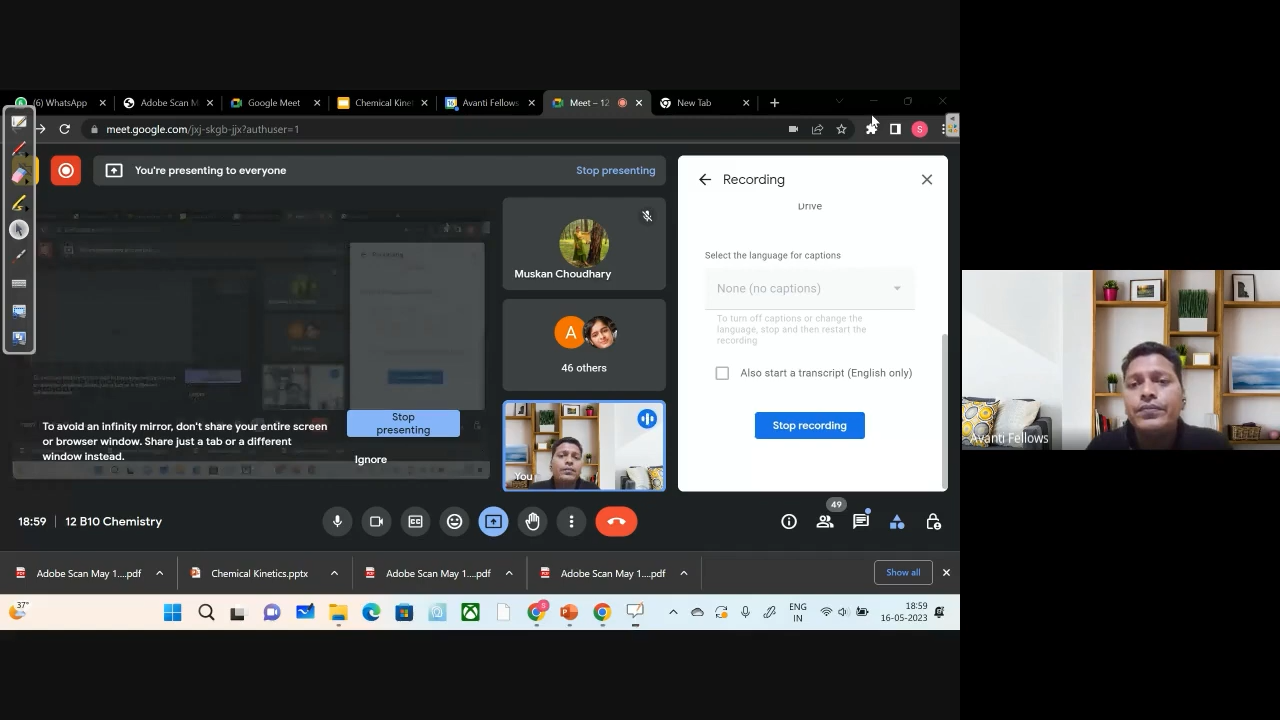 (6) WhatsApp
Adobe Scan M
Google Meet
Chemical Kine
Avanti Fellows
Meet – 12
New Tab
meet.google.com/jxj-skgb-jjx?authuser=1
S
You're presenting to everyone
Stop presenting
Recording
Drive
Select the language for captions
None (no captions)
To turn off captions or change the
language, stop and then restart the
recording
Also start a transcript (English only)
Stop recording
Muskan Choudhary
A
46 others
You
To avoid an infinity mirror, don't share your entire screen
or browser window. Share just a tab or a different
window instead.
Stop
presenting
Ignore
Avanti Fellows
18:59
12 B10 Chemistry
49
Adobe Scan May 1....pdf
Chemical Kinetics.pptx
Adobe Scan May 1....pdf
Adobe Scan May 1....pdf
Show all
37°
ENG
IN
18:59
16-05-2023